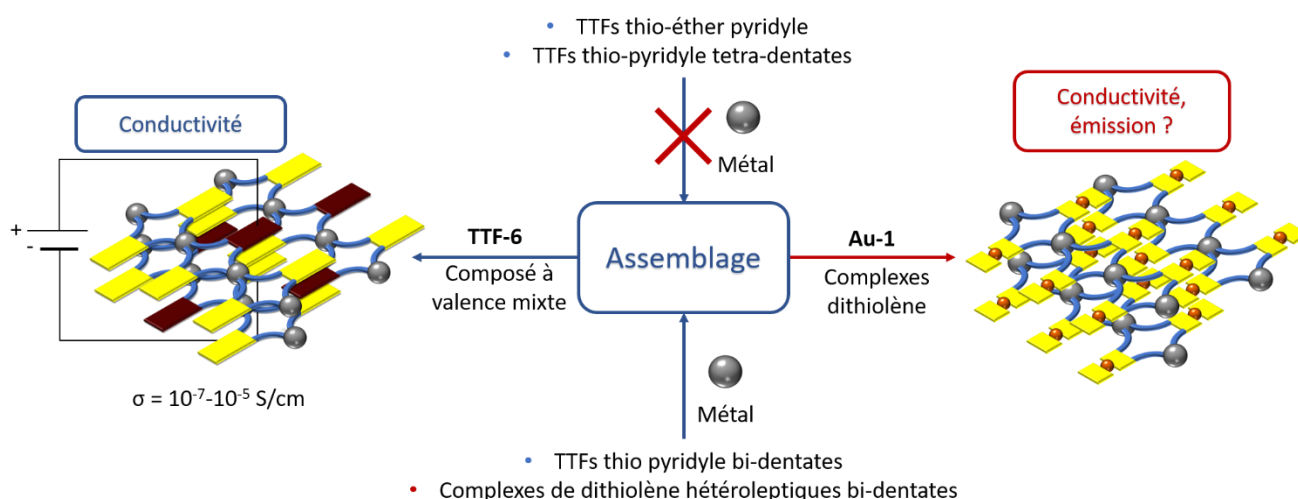 • TTFs thio-éther pyridyle
• TTFs thio-pyridyle tetra-dentates
Conductivité
Métal
Conductivité,
émission ?
+
-
TTF-6
Composé à
valence mixte
Assemblage
Au-1
Complexes
dithiolène
σ = 10⁻⁷-10⁻⁵ S/cm
Métal
• TTFs thio pyridyle bi-dentates
• Complexes de dithiolène hétéroleptiques bi-dentates